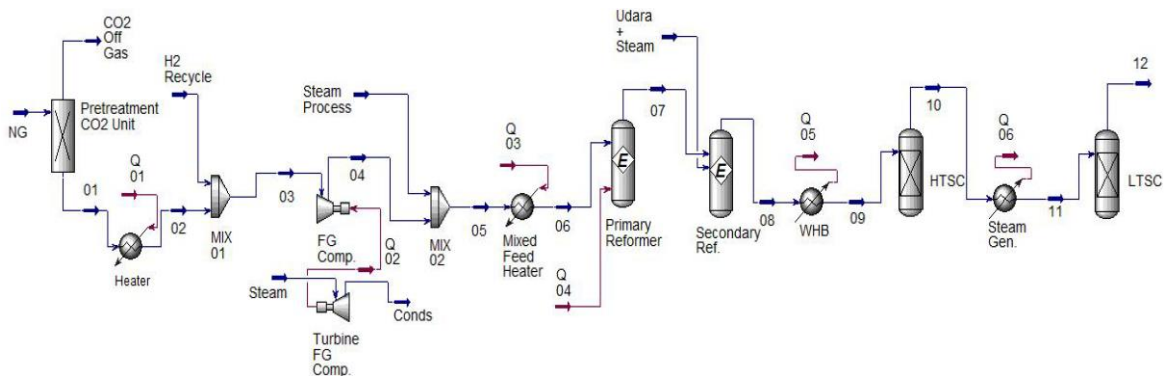 CO2
Off
Gas
NG
Pretreatment
CO2 Unit
01
Q
01
Heater
02
H2
Recycle
MIX
01
03
FG
Comp.
04
Q
02
Steam
Turbine
FG
Comp.
Conds
Steam
Process
MIX
02
05
Q
03
Mixed
Feed
Heater
06
Q
04
E
Primary
Reformer
07
Udara
+
Steam
E
Secondary
Ref.
08
Q
05
WHB
09
HTSC
10
Q
06
Steam
Gen.
11
LTSC
12